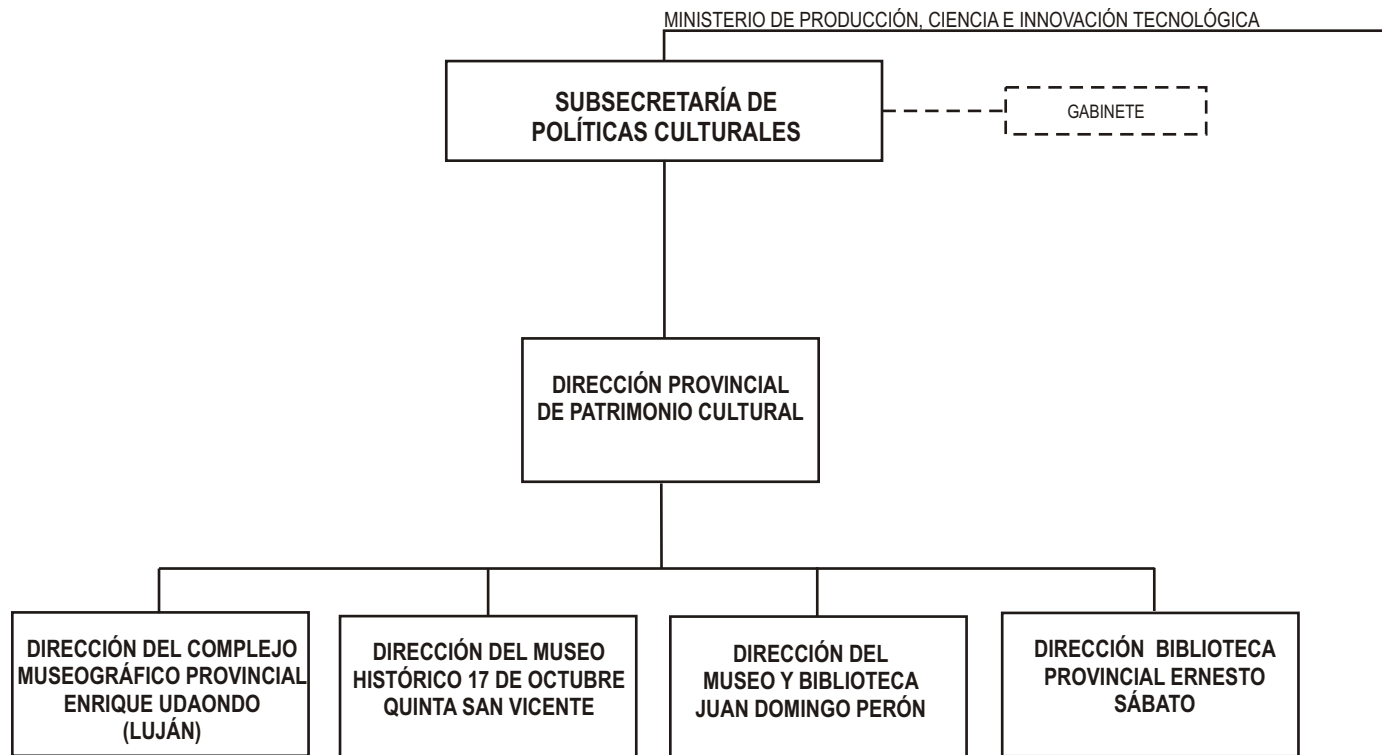 MINISTERIO DE PRODUCCIÓN, CIENCIA E INNOVACIÓN TECNOLÓGICA
SUBSECRETARÍA DE
POLÍTICAS CULTURALES
GABINETE
DIRECCIÓN PROVINCIAL
DE PATRIMONIO CULTURAL
DIRECCIÓN DEL COMPLEJO
MUSEOGRÁFICO PROVINCIAL
ENRIQUE UDAONDO
(LUJÁN)
DIRECCIÓN DEL MUSEO
HISTÓRICO 17 DE OCTUBRE
QUINTA SAN VICENTE
DIRECCIÓN DEL
MUSEO Y BIBLIOTECA
JUAN DOMINGO PERÓN
DIRECCIÓN BIBLIOTECA
PROVINCIAL ERNESTO
SÁBATO